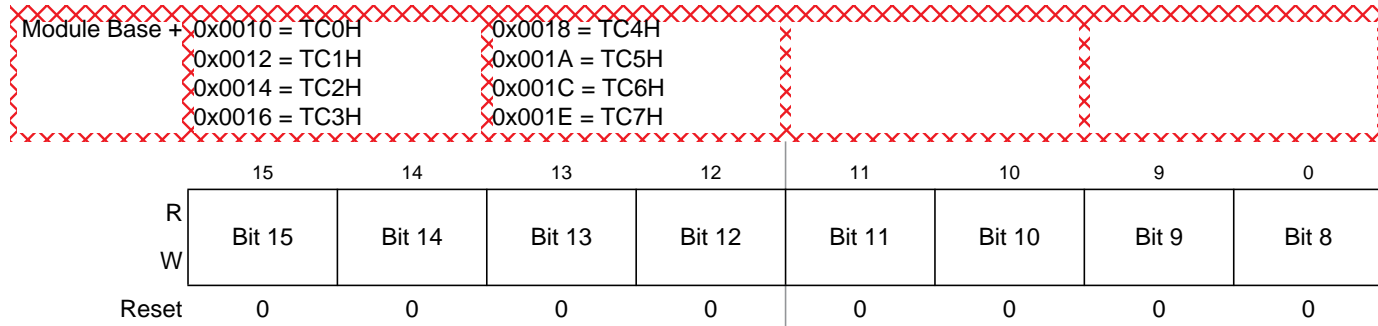 Module Base + 0x0010 = TC0H 0x0018 = TC4H
0x0012 = TC1H 0x001A = TC5H
0x0014 = TC2H 0x001C = TC6H
0x0016 = TC3H 0x001E = TC7H
15 14 13 12 11 10 9 0
R
Bit 15 Bit 14 Bit 13 Bit 12 Bit 11 Bit 10 Bit 9 Bit 8
W
Reset 0 0 0 0 0 0 0 0